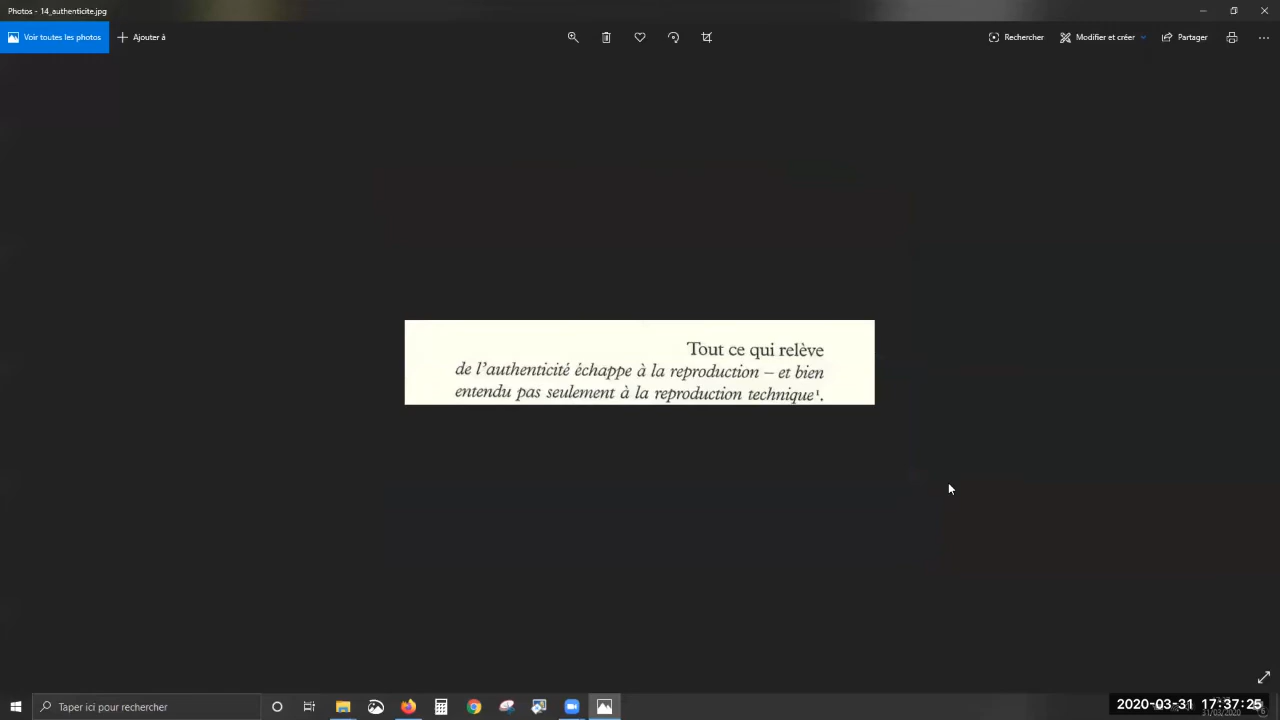 Photos - 14_authenticite.jpg
Voir toutes les photos
Ajouter à
Rechercher
Modifier et créer
Partager
Tout ce qui relève
de l’authenticité échappe à la reproduction – et bien
entendu pas seulement à la reproduction technique¹.
Taper ici pour rechercher
2020-03-31 17:37:25